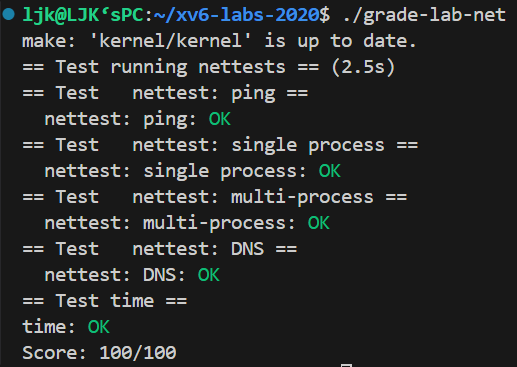 ljk@LJK‘sPC:~/xv6-labs-2020$ ./grade-lab-net
make: 'kernel/kernel' is up to date.
== Test running nettests == (2.5s)
== Test   nettest: ping ==
  nettest: ping: OK
== Test   nettest: single process ==
  nettest: single process: OK
== Test   nettest: multi-process ==
  nettest: multi-process: OK
== Test   nettest: DNS ==
  nettest: DNS: OK
== Test time ==
time: OK
Score: 100/100